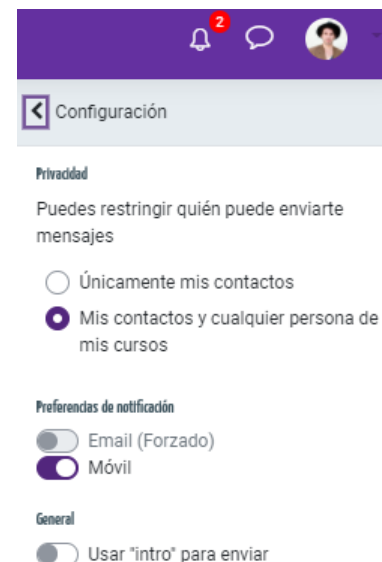 2
Configuración
Privacidad
Puedes restringir quién puede enviarte
mensajes
Únicamente mis contactos
Mis contactos y cualquier persona de
mis cursos
Preferencias de notificación
Email (Forzado)
Móvil
General
Usar "intro" para enviar